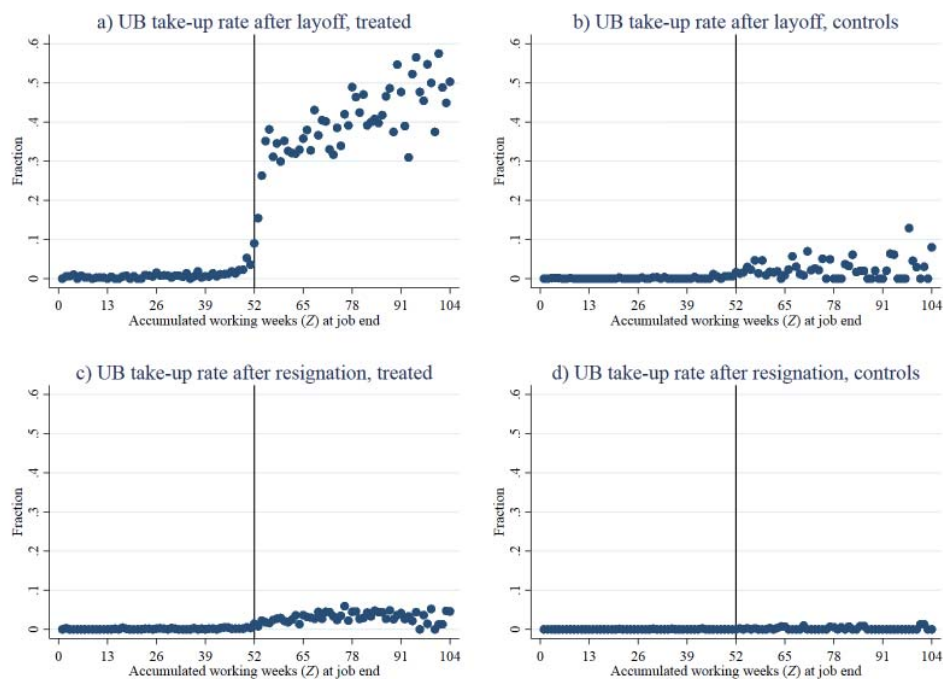 a) UB take-up rate after layoff, treated
Fraction
.6
.5
.4
.3
.2
.1
0
0 13 26 39 52 65 78 91 104
Accumulated working weeks (Z) at job end
b) UB take-up rate after layoff, controls
Fraction
.6
.5
.4
.3
.2
.1
0
0 13 26 39 52 65 78 91 104
Accumulated working weeks (Z) at job end
c) UB take-up rate after resignation, treated
Fraction
.6
.5
.4
.3
.2
.1
0
0 13 26 39 52 65 78 91 104
Accumulated working weeks (Z) at job end
d) UB take-up rate after resignation, controls
Fraction
.6
.5
.4
.3
.2
.1
0
0 13 26 39 52 65 78 91 104
Accumulated working weeks (Z) at job end